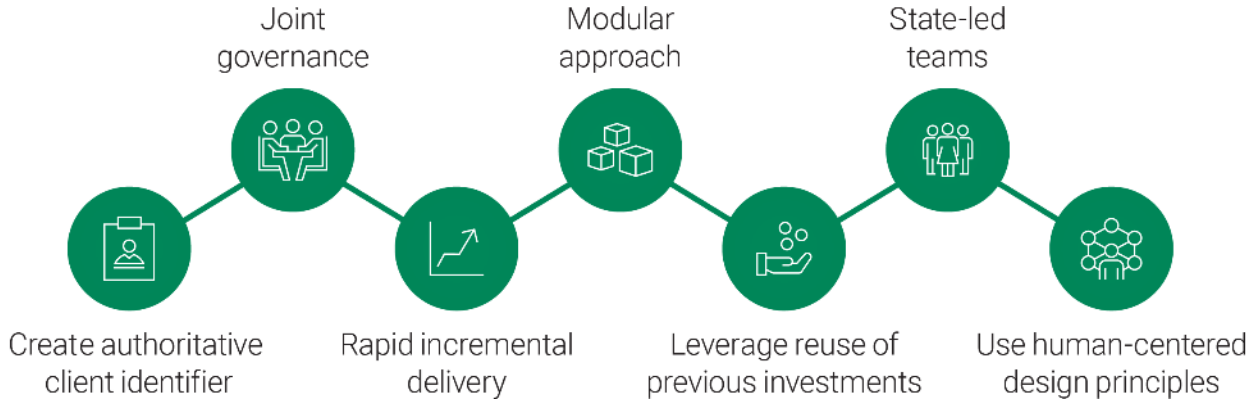 Joint
governance
Modular
approach
State-led
teams
Create authoritative
client identifier
Rapid incremental
delivery
Leverage reuse of
previous investments
Use human-centered
design principles